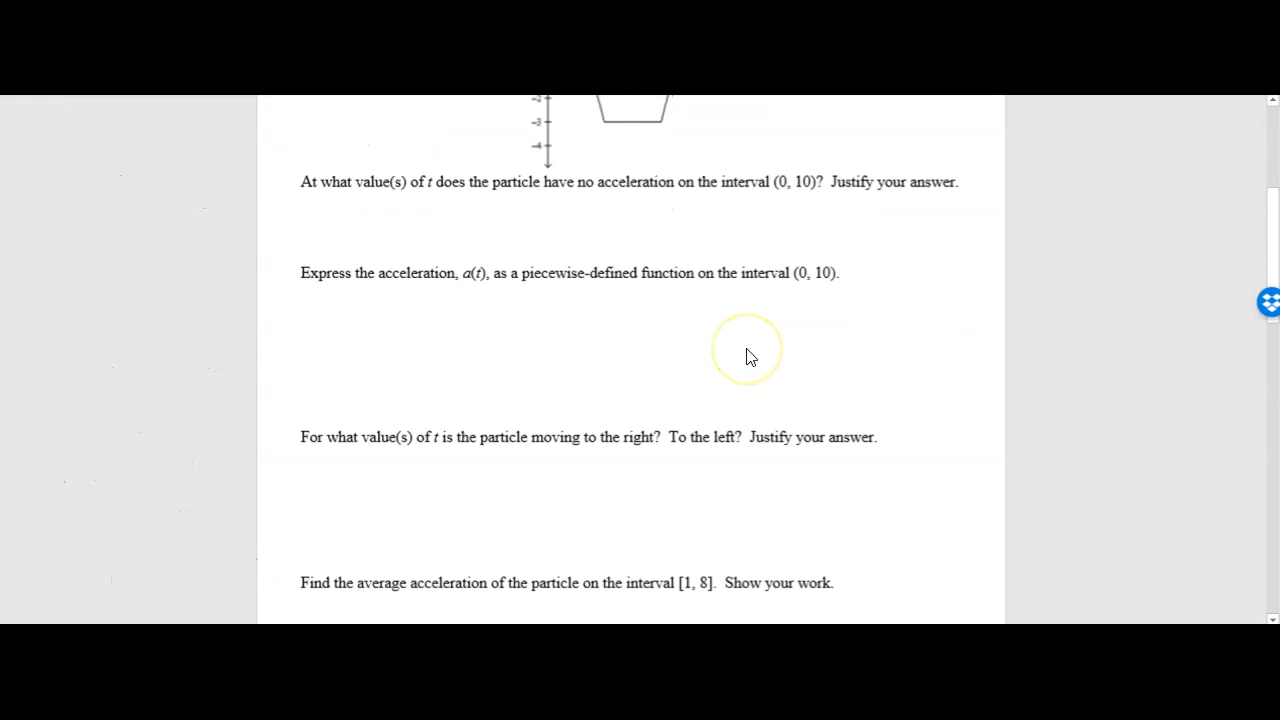 -2
-3
-4
At what value(s) of t does the particle have no acceleration on the interval (0, 10)?  Justify your answer.
Express the acceleration, a(t), as a piecewise-defined function on the interval (0, 10).
For what value(s) of t is the particle moving to the right?  To the left?  Justify your answer.
Find the average acceleration of the particle on the interval [1, 8].  Show your work.